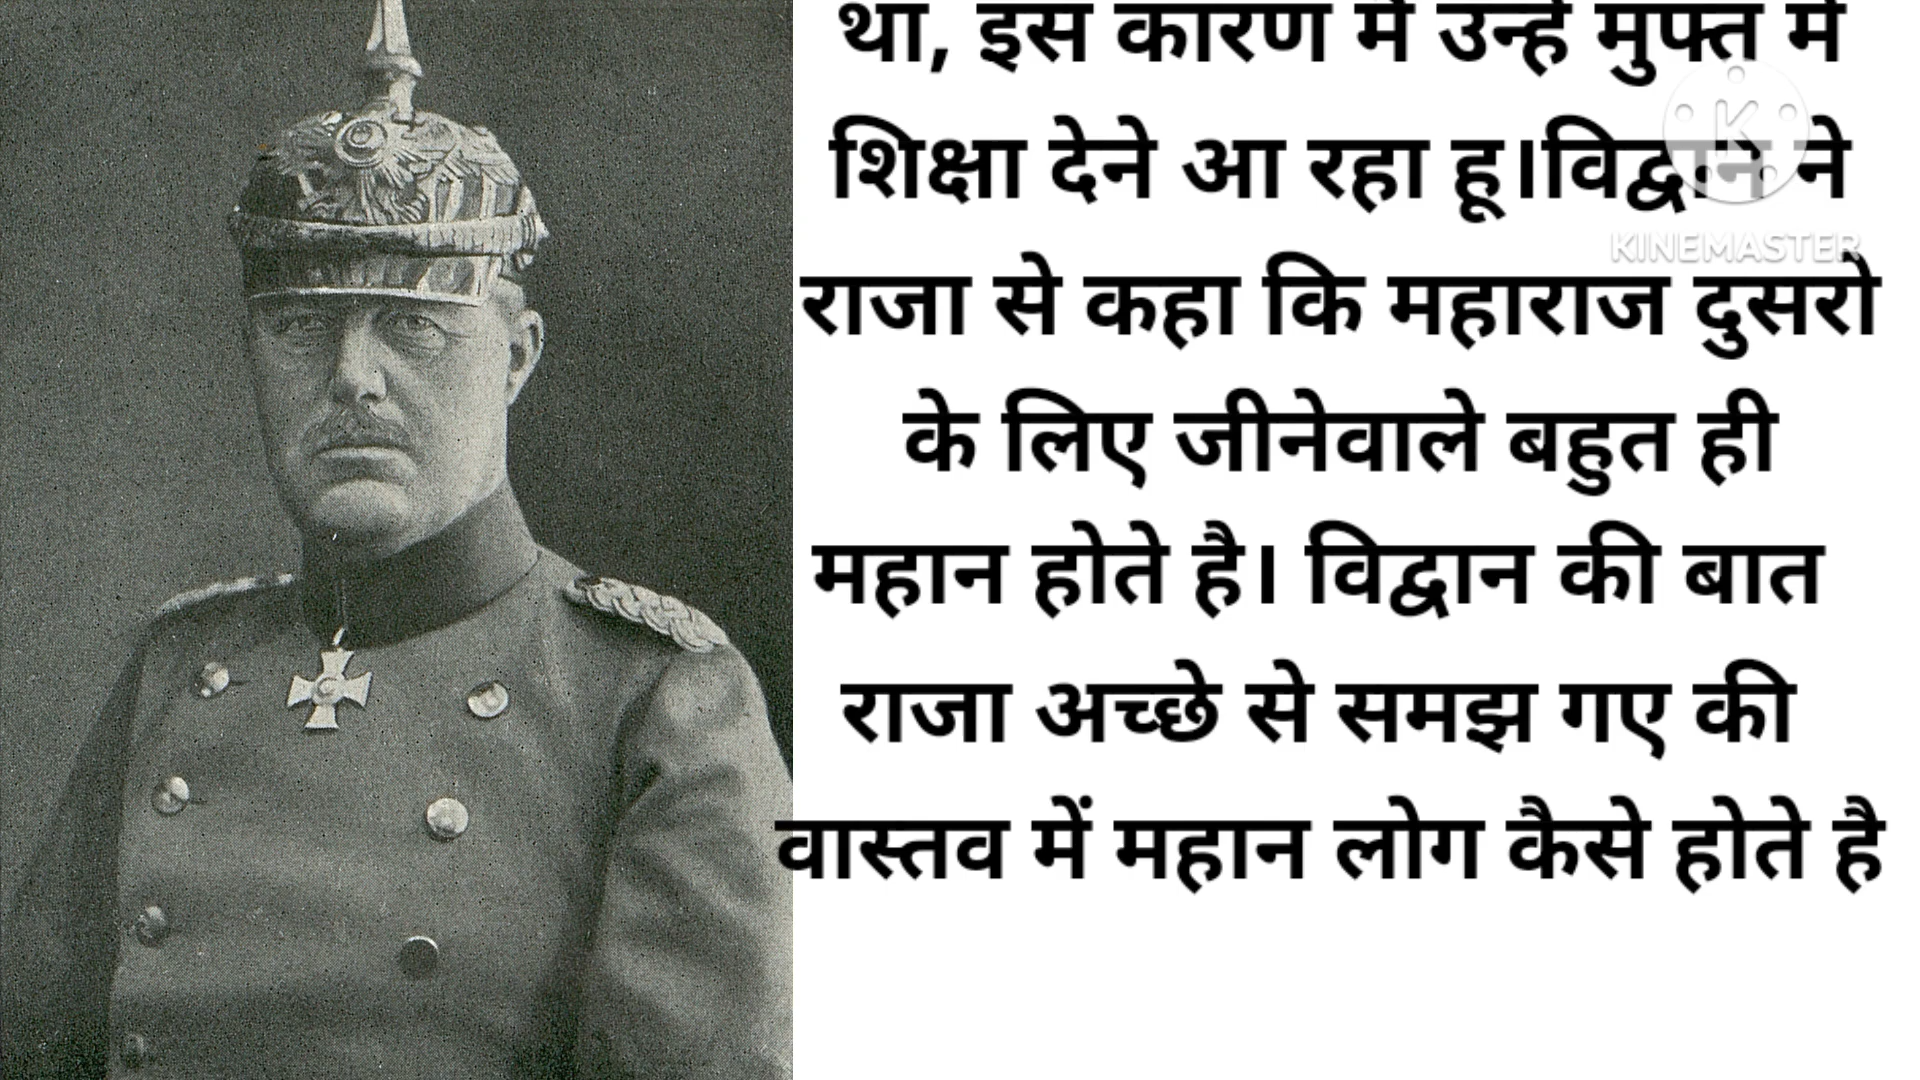 था, इस कारण में उन्हें मुफ्त में
शिक्षा देने आ रहा हू।विद्वान ने
KINEMASTER
राजा से कहा कि महाराज दुसरो
के लिए जीनेवाले बहुत ही
महान होते है। विद्वान की बात
राजा अच्छे से समझ गए की
वास्तव में महान लोग कैसे होते है